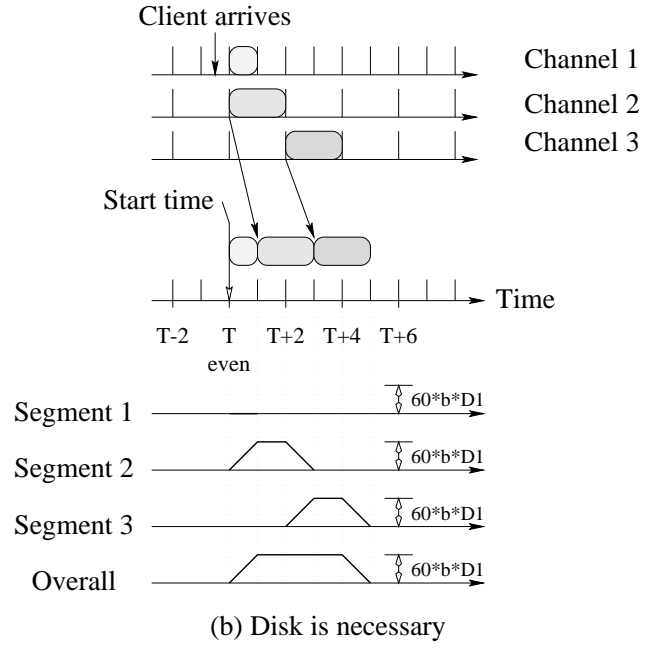 Client arrives
Channel 1
Channel 2
Channel 3
Start time
Time
T-2 T T+2 T+4 T+6
even
Segment 1 60*b*D1
Segment 2 60*b*D1
Segment 3 60*b*D1
Overall 60*b*D1
(b) Disk is necessary